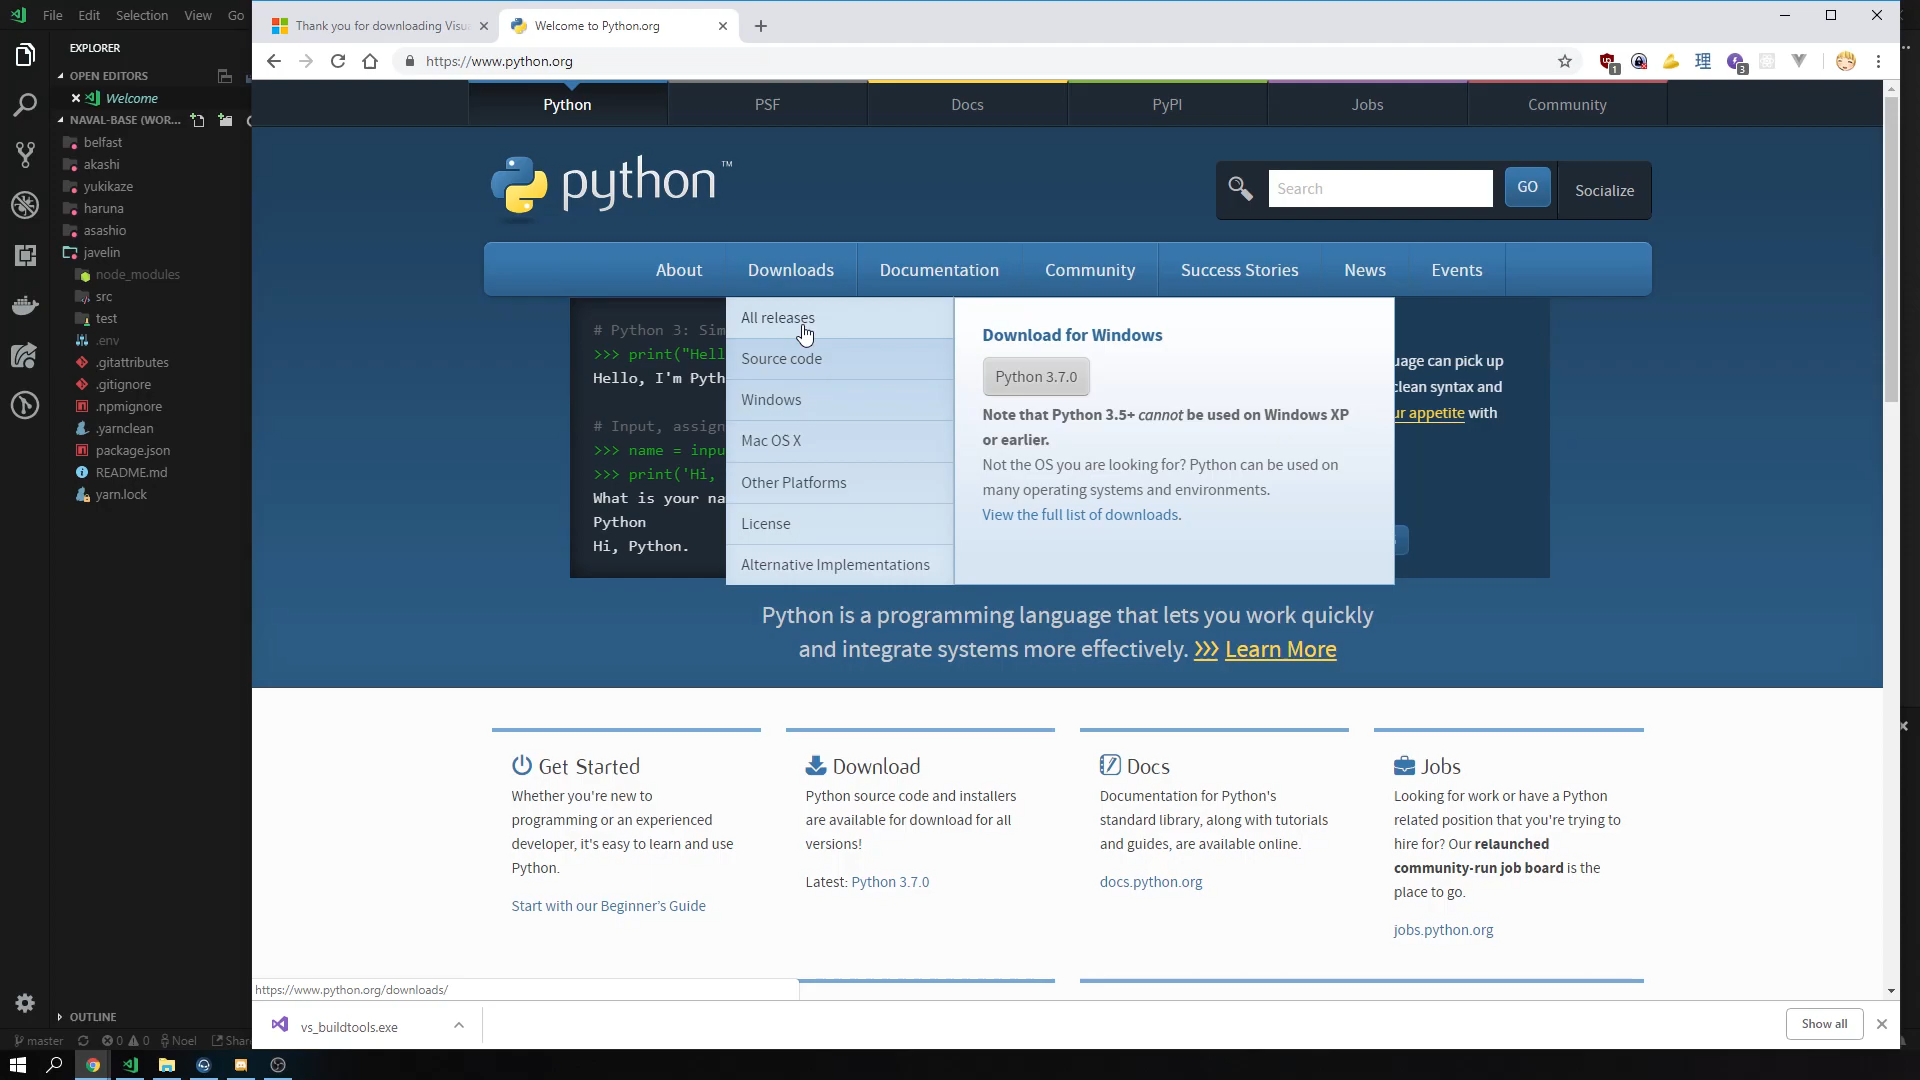 File Edit Selection View Go
EXPLORER
OPEN EDITORS
Welcome
NAVAL-BASE (WOR...
belfast
akashi
yukikaze
haruna
asashio
javelin
node_modules
src
test
.env
.gitattributes
.gitignore
.npmignore
.yarnclean
package.json
README.md
yarn.lock
OUTLINE
master 0 0 Noel Shar
Thank you for downloading Visua
Welcome to Python.org
https://www.python.org
1
3
Python PSF Docs PyPI Jobs Community
python™
Search
GO
Socialize
About Downloads Documentation Community Success Stories News Events
# Python 3: Sim
>>> print("Hell
Hello, I'm Pyth
# Input, assign
>>> name = inpu
>>> print('Hi,
What is your na
Python
Hi, Python.
All releases
Source code
Windows
Mac OS X
Other Platforms
License
Alternative Implementations
Download for Windows
Python 3.7.0
Note that Python 3.5+ cannot be used on Windows XP
or earlier.
Not the OS you are looking for? Python can be used on
many operating systems and environments.
View the full list of downloads.
uage can pick up
clean syntax and
ur appetite with
Python is a programming language that lets you work quickly
and integrate systems more effectively. >>> Learn More
Get Started
Whether you're new to
programming or an experienced
developer, it's easy to learn and use
Python.
Start with our Beginner's Guide
Download
Python source code and installers
are available for download for all
versions!
Latest: Python 3.7.0
Docs
Documentation for Python's
standard library, along with tutorials
and guides, are available online.
docs.python.org
Jobs
Looking for work or have a Python
related position that you're trying to
hire for? Our relaunched
community-run job board is the
place to go.
jobs.python.org
https://www.python.org/downloads/
vs_buildtools.exe
Show all